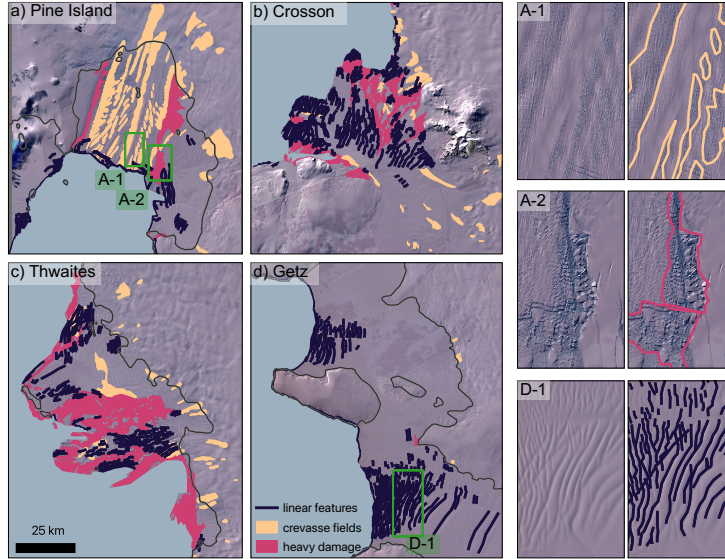 a) Pine Island
b) Crosson
A-1
A-1
A-2
A-2
c) Thwaites
d) Getz
D-1
linear features
crevasse fields
heavy damage
25 km
D-1